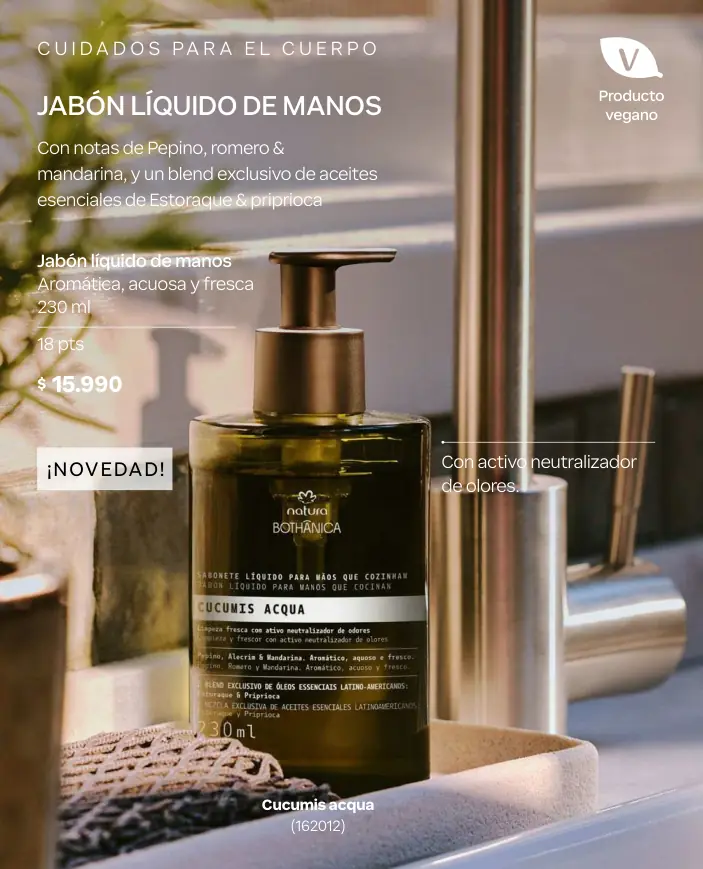 CUIDADOS PARA EL CUERPO
JABÓN LÍQUIDO DE MANOS
Con notas de Pepino, romero &
mandarina, y un blend exclusivo de aceites
esenciales de Estoraque & priprioca
V
Producto
vegano
Jabón líquido de manos
Aromática, acuosa y fresca
230 ml
18 pts
$ 15.990
¡NOVEDAD!
Con activo neutralizador
de olores.
natura
BOTHÂNICA
SABONETE LÍQUIDO PARA MÃOS QUE COZINHAM
JABÓN LÍQUIDO PARA MANOS QUE COCINAN
CUCUMIS ACQUA
Limpeza fresca com ativo neutralizador de odores
Limpieza y frescor con activo neutralizador de olores
Pepino, Alecrim & Mandarina. Aromático, aquoso e fresco.
Pepino, Romero y Mandarina. Aromático, acuoso y fresco.
BLEND EXCLUSIVO DE ÓLEOS ESSENCIAIS LATINO-AMERICANOS:
Estoraque & Priprioca
MEZCLA EXCLUSIVA DE ACEITES ESENCIALES LATINOAMERICANOS
Estoraque y Priprioca
230ml
Cucumis acqua
(162012)